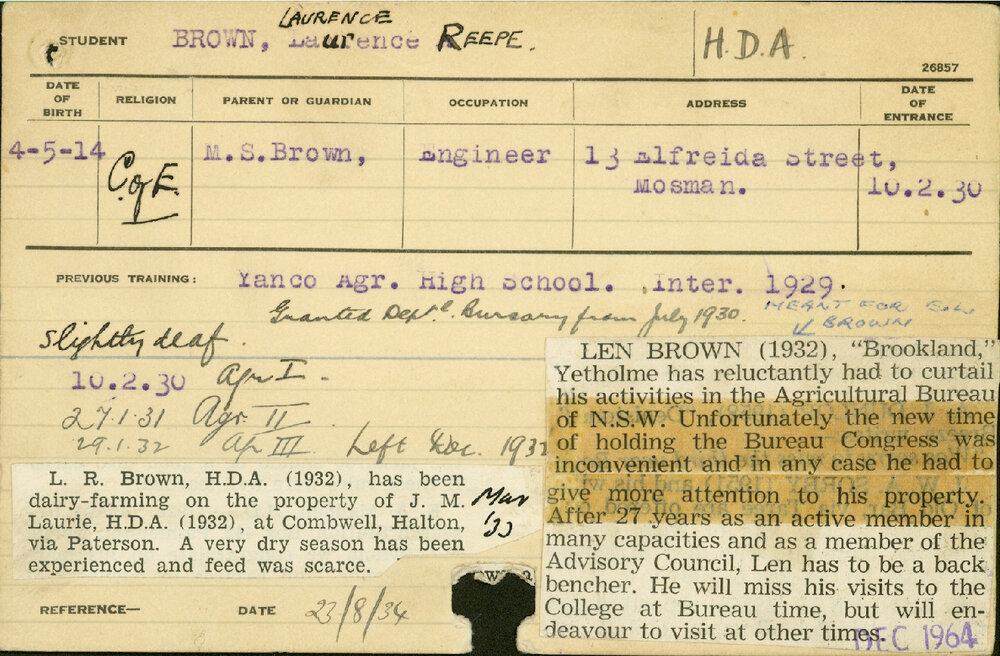 LAURENCE
STUDENT BROWN, Laurence REEPE. H.D.A.
26857
DATE OF BIRTH
RELIGION
PARENT OR GUARDIAN
OCCUPATION
ADDRESS
DATE OF ENTRANCE
4-5-14 C of E. M.S.Brown, Engineer 13 Elfreida Street,
Mosman. 10.2.30
PREVIOUS TRAINING: Yanco Agr. High School. Inter. 1929.
Granted Dept'l. Bursary from July 1930.
MEANT FOR E.W.
BROWN
slightly deaf.
10.2.30 Agr I.
27.1.31 Agr. II
29.1.32 Agr III Left Dec. 1932
L. R. Brown, H.D.A. (1932), has been
dairy-farming on the property of J. M.
Laurie, H.D.A. (1932), at Combwell, Halton,
via Paterson. A very dry season has been
experienced and feed was scarce.
Mar
'33
LEN BROWN (1932), "Brookland,"
Yetholme has reluctantly had to curtail
his activities in the Agricultural Bureau
of N.S.W. Unfortunately the new time
of holding the Bureau Congress was
inconvenient and in any case he had to
give more attention to his property.
After 27 years as an active member in
many capacities and as a member of the
Advisory Council, Len has to be a back
bencher. He will miss his visits to the
College at Bureau time, but will en-
deavour to visit at other times.
DEC 1964
REFERENCE— DATE 23/8/34